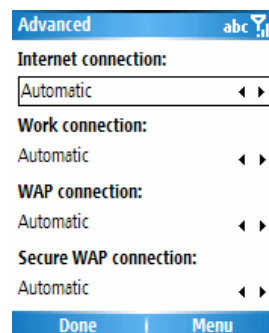 Advanced abc
Internet connection:
Automatic
Work connection:
Automatic
WAP connection:
Automatic
Secure WAP connection:
Automatic
Done Menu